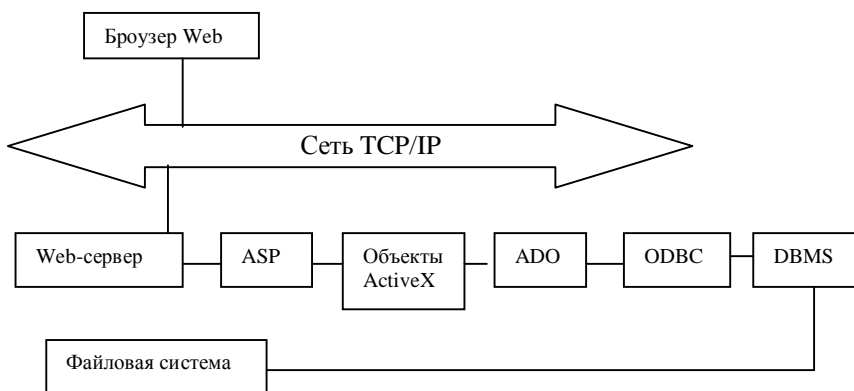 Броузер Web
Сеть TCP/IP
Web-сервер
ASP
Объекты
ActiveX
ADO
ODBC
DBMS
Файловая система